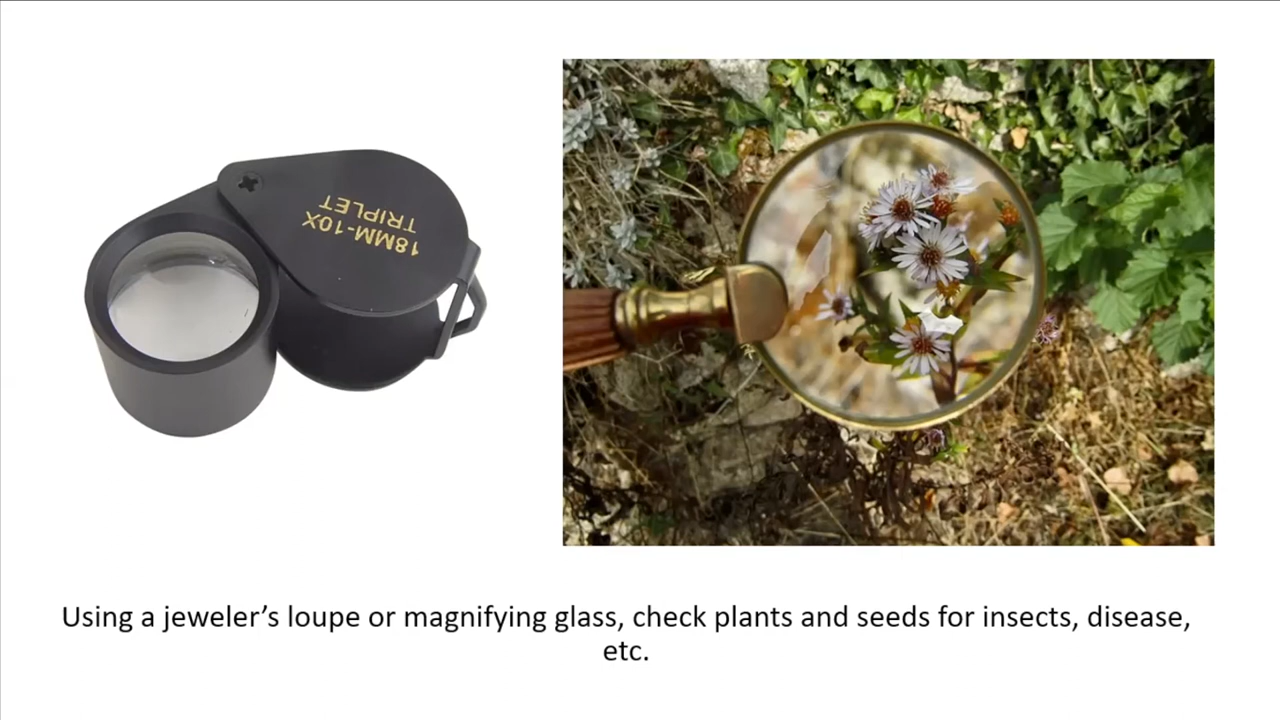 18MM-10X
TRIPLET
Using a jeweler’s loupe or magnifying glass, check plants and seeds for insects, disease,
etc.